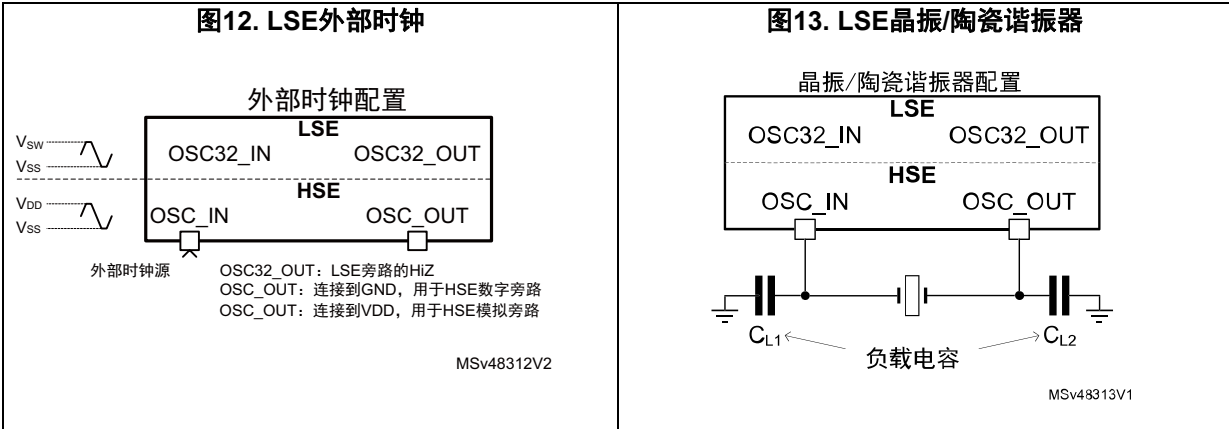 图12. LSE外部时钟
外部时钟配置
LSE
VSW
VSS
OSC32_IN
OSC32_OUT
HSE
VDD
VSS
OSC_IN
OSC_OUT
外部时钟源
OSC32_OUT：LSE旁路的HiZ
OSC_OUT：连接到GND，用于HSE数字旁路
OSC_OUT：连接到VDD，用于HSE模拟旁路
MSv48312V2
图13. LSE晶振/陶瓷谐振器
晶振/陶瓷谐振器配置
LSE
OSC32_IN
OSC32_OUT
HSE
OSC_IN
OSC_OUT
CL1
CL2
负载电容
MSv48313V1